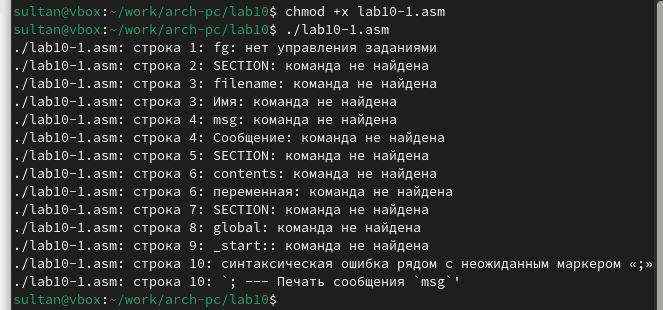 sultan@vbox:~/work/arch-pc/lab10$ chmod +x lab10-1.asm
sultan@vbox:~/work/arch-pc/lab10$ ./lab10-1.asm
./lab10-1.asm: строка 1: fg: нет управления заданиями
./lab10-1.asm: строка 2: SECTION: команда не найдена
./lab10-1.asm: строка 3: filename: команда не найдена
./lab10-1.asm: строка 3: Имя: команда не найдена
./lab10-1.asm: строка 4: msg: команда не найдена
./lab10-1.asm: строка 4: Сообщение: команда не найдена
./lab10-1.asm: строка 5: SECTION: команда не найдена
./lab10-1.asm: строка 6: contents: команда не найдена
./lab10-1.asm: строка 6: переменная: команда не найдена
./lab10-1.asm: строка 7: SECTION: команда не найдена
./lab10-1.asm: строка 8: global: команда не найдена
./lab10-1.asm: строка 9: _start:: команда не найдена
./lab10-1.asm: строка 10: синтаксическая ошибка рядом с неожиданным маркером «;»
./lab10-1.asm: строка 10: `; --- Печать сообщения `msg`'
sultan@vbox:~/work/arch-pc/lab10$